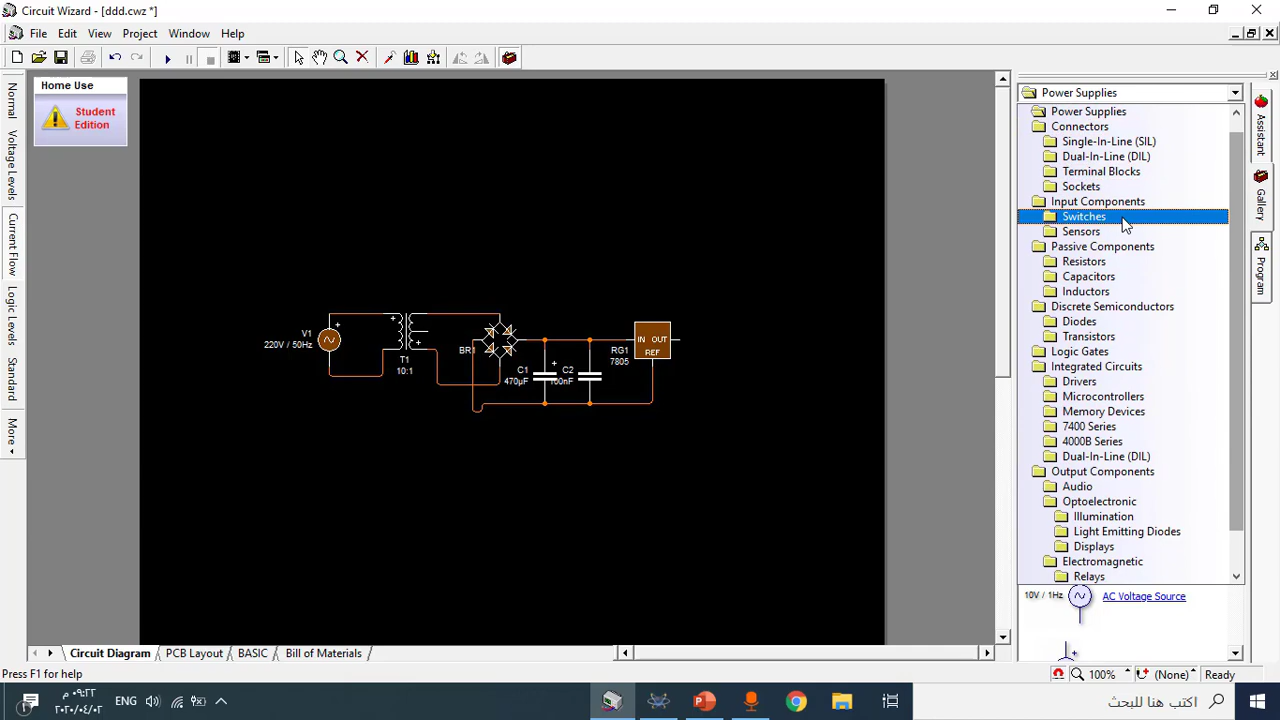 Circuit Wizard - [ddd.cwz *]
File Edit View Project Window Help
Home Use
Student
Edition
Normal
Voltage Levels
Current Flow
Logic Levels
Standard
More
V1
220V / 50Hz
T1
10:1
BR1
C1
470µF
C2
100nF
RG1
7805
IN OUT
REF
Power Supplies
Power Supplies
Connectors
Single-In-Line (SIL)
Dual-In-Line (DIL)
Terminal Blocks
Sockets
Input Components
Switches
Sensors
Passive Components
Resistors
Capacitors
Inductors
Discrete Semiconductors
Diodes
Transistors
Logic Gates
Integrated Circuits
Drivers
Microcontrollers
Memory Devices
7400 Series
4000B Series
Dual-In-Line (DIL)
Output Components
Audio
Optoelectronic
Illumination
Light Emitting Diodes
Displays
Electromagnetic
Relays
10V / 1Hz AC Voltage Source
Assistant
Gallery
Program
Circuit Diagram PCB Layout BASIC Bill of Materials
Press F1 for help
100% (None) Ready
٠٩:٢٢ م
٢٠٢٠/٠٤/٠٢
ENG
اكتب هنا للبحث